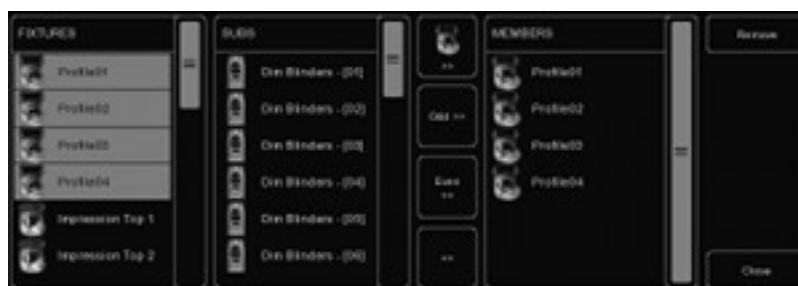 FIXTURES
Profile01
Profile02
Profile03
Profile04
Impression Top 1
Impression Top 2
SUBS
Dim Blinders - (01)
Dim Blinders - (02)
Dim Blinders - (03)
Dim Blinders - (04)
Dim Blinders - (05)
Dim Blinders - (06)
>>
Odd >>
Even
>>
>>
MEMBERS
Profile01
Profile02
Profile03
Profile04
Remove
Close